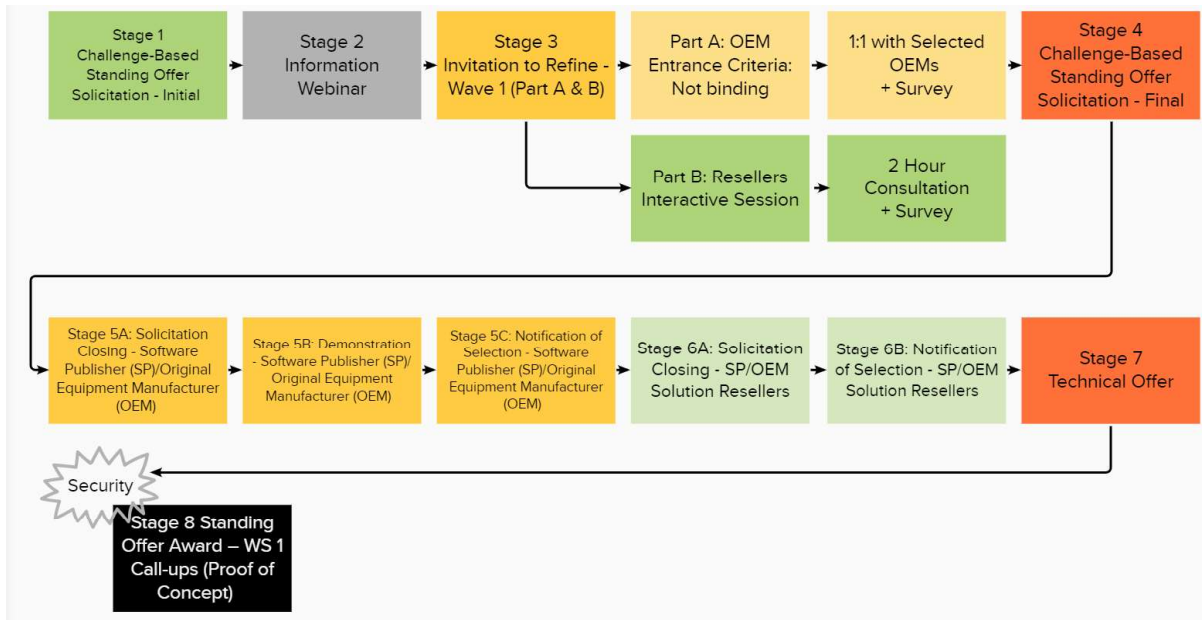 Stage 1
Challenge-Based
Standing Offer
Solicitation - Initial
Stage 2
Information
Webinar
Stage 3
Invitation to Refine -
Wave 1 (Part A & B)
Part A: OEM
Entrance Criteria:
Not binding
1:1 with Selected
OEMs
+ Survey
Stage 4
Challenge-Based
Standing Offer
Solicitation - Final
Part B: Resellers
Interactive Session
2 Hour
Consultation
+ Survey
Stage 5A: Solicitation
Closing - Software
Publisher (SP)/Original
Equipment Manufacturer
(OEM)
Stage 5B: Demonstration
- Software Publisher (SP)/
Original Equipment
Manufacturer (OEM)
Stage 5C: Notification of
Selection - Software
Publisher (SP)/Original
Equipment Manufacturer
(OEM)
Stage 6A: Solicitation
Closing - SP/OEM
Solution Resellers
Stage 6B: Notification
of Selection - SP/OEM
Solution Resellers
Stage 7
Technical Offer
Security
Stage 8 Standing
Offer Award – WS 1
Call-ups (Proof of
Concept)